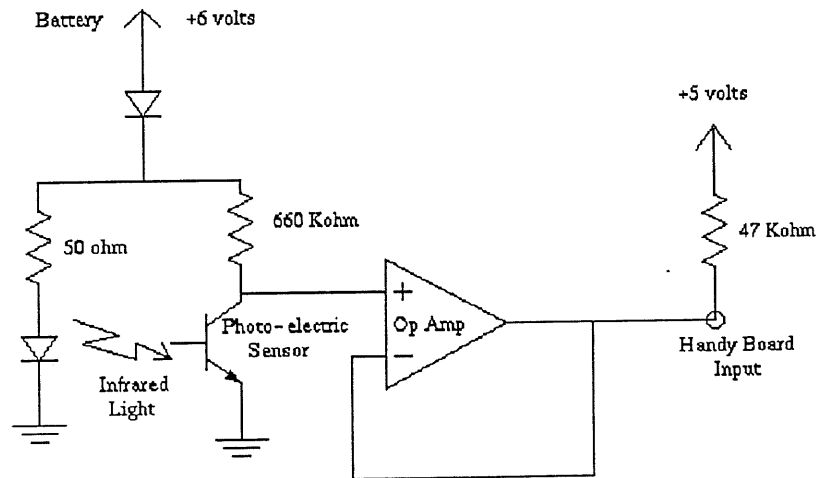 Battery
+6 volts
+5 volts
660 Kohm
50 ohm
47 Kohm
+
Op Amp
−
Photo-electric
Sensor
Infrared
Light
Handy Board
Input